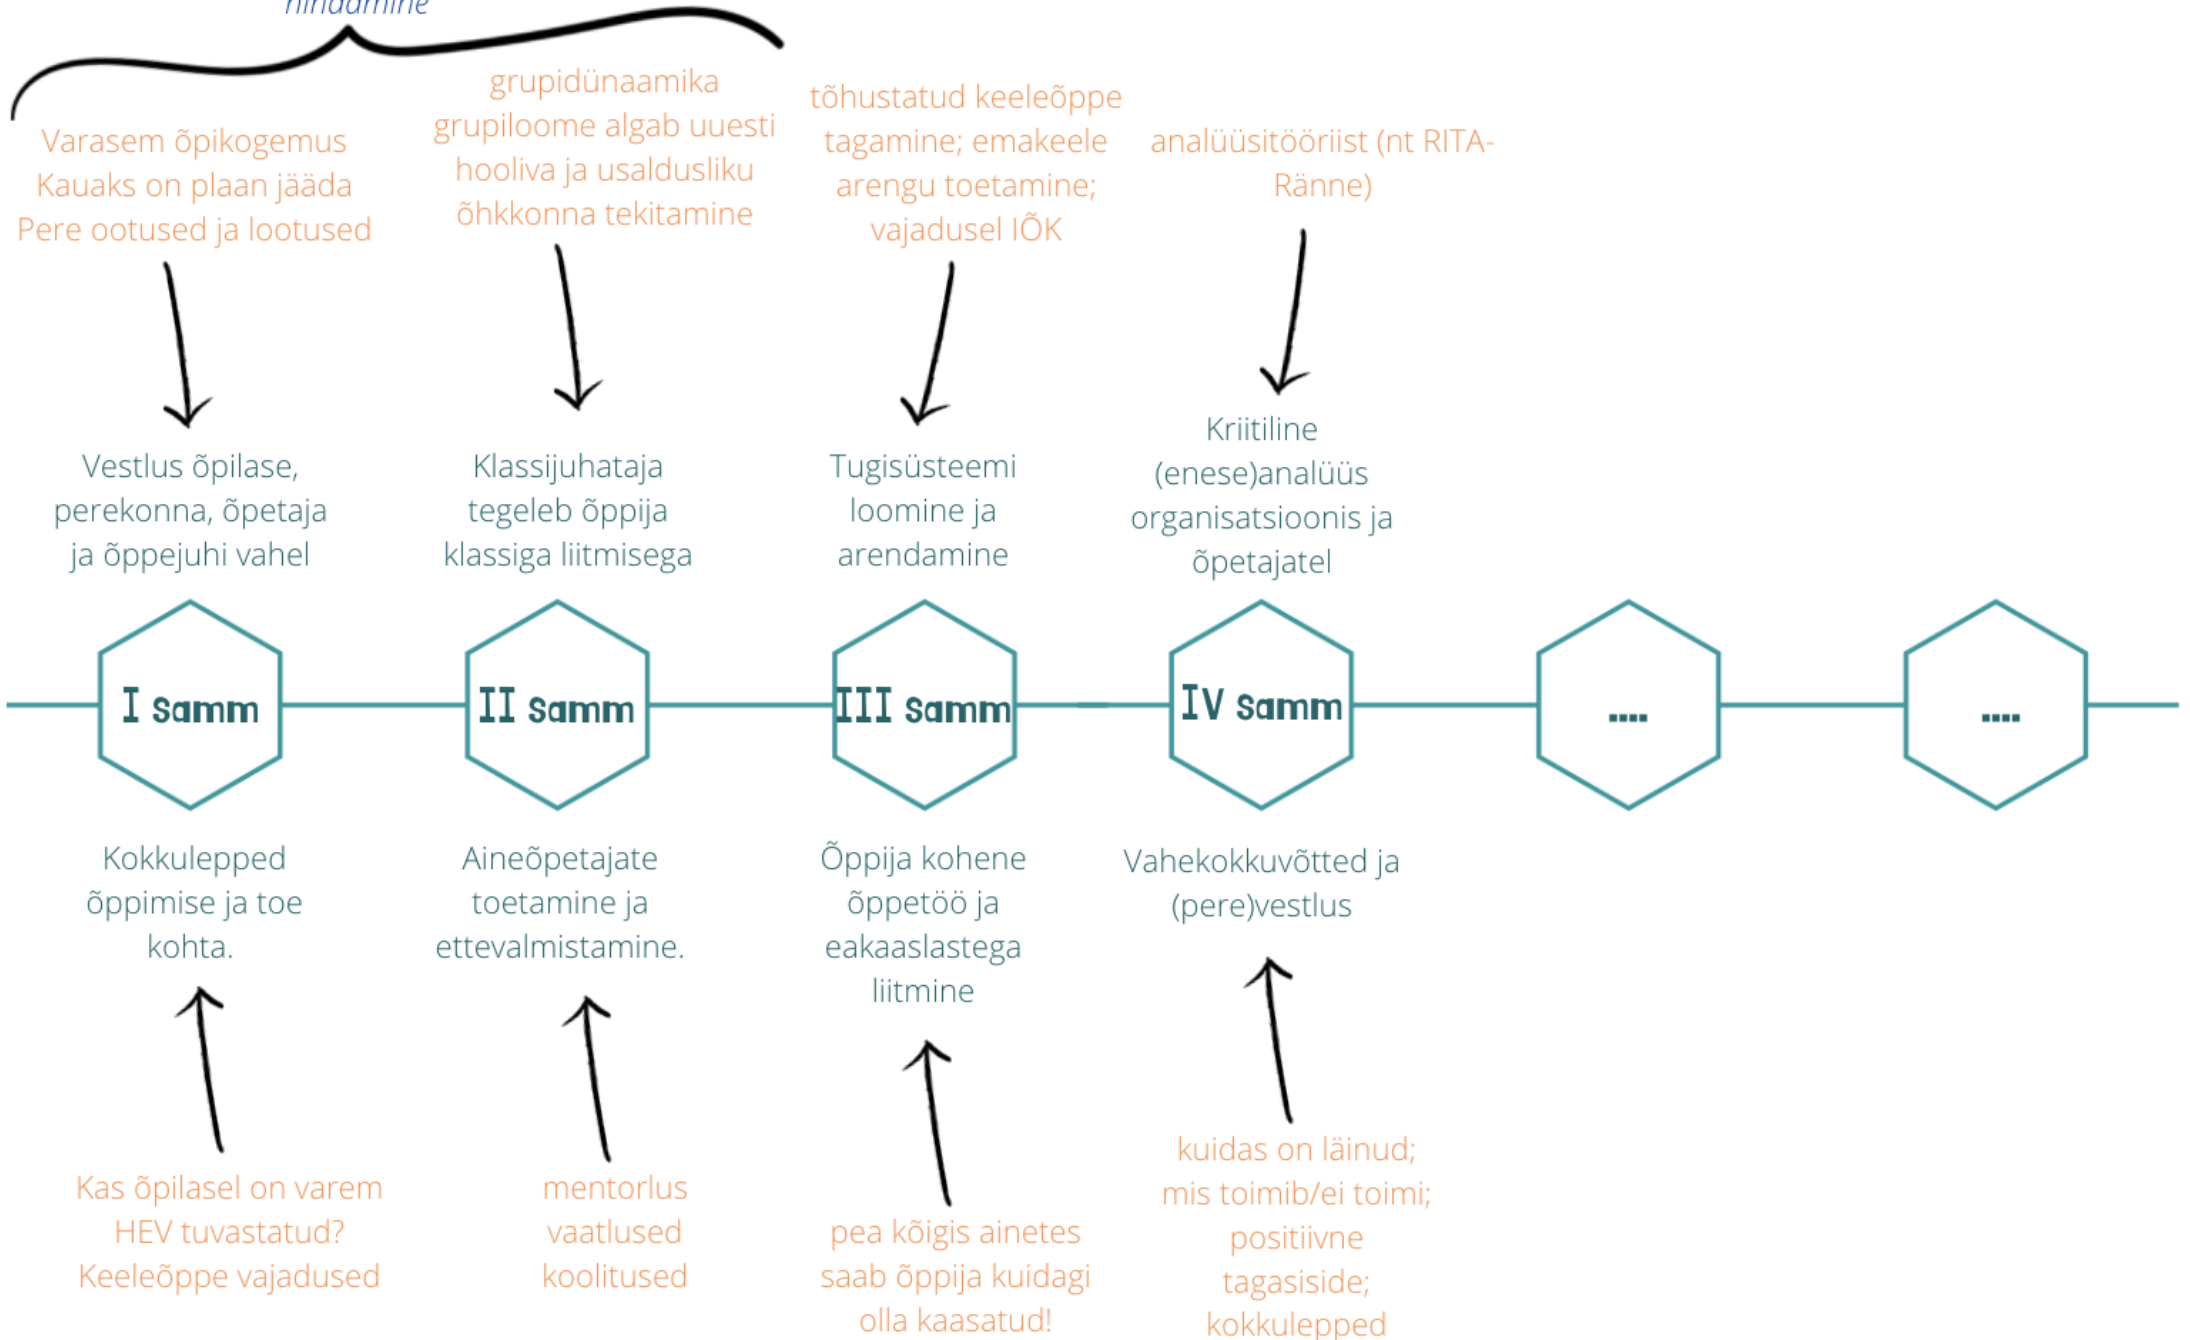 hindamine
Varasem õpikogemus
Kauaks on plaan jääda
Pere ootused ja lootused
grupidünaamika
grupiloome algab uuesti
hooliva ja usaldusliku
õhkkonna tekitamine
tõhustatud keeleõppe
tagamine; emakeele
arengu toetamine;
vajadusel IÕK
analüüsitööriist (nt RITA-
Ränne)
Vestlus õpilase,
perekonna, õpetaja
ja õppejuhi vahel
Klassijuhataja
tegeleb õppija
klassiga liitmisega
Tugisüsteemi
loomine ja
arendamine
Kriitiline
(enese)analüüs
organisatsioonis ja
õpetajatel
I samm
II samm
III samm
IV samm
....
....
Kokkulepped
õppimise ja toe
kohta.
Aineõpetajate
toetamine ja
ettevalmistamine.
Õppija kohene
õppetöö ja
eakaaslastega
liitmine
Vahekokkuvõtted ja
(pere)vestlus
Kas õpilasel on varem
HEV tuvastatud?
Keeleõppe vajadused
mentorlus
vaatlused
koolitused
pea kõigis ainetes
saab õppija kuidagi
olla kaasatud!
kuidas on läinud;
mis toimib/ei toimi;
positiivne
tagasiside;
kokkulepped